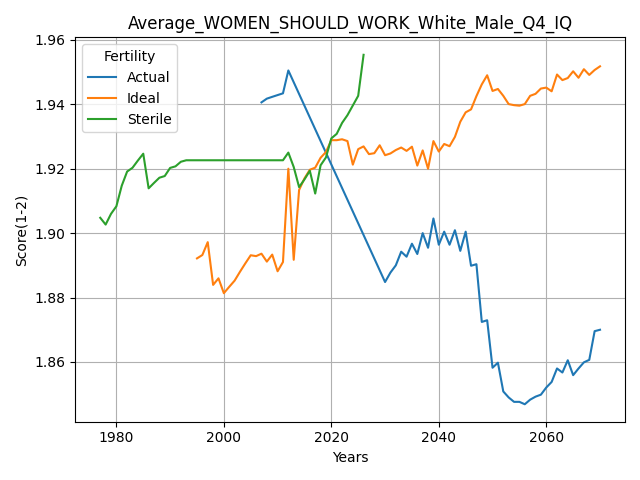 Average_WOMEN_SHOULD_WORK_White_Male_Q4_IQ
Fertility
Actual
Ideal
Sterile
Score(1-2)
1.96
1.94
1.92
1.90
1.88
1.86
1980
2000
2020
2040
2060
Years